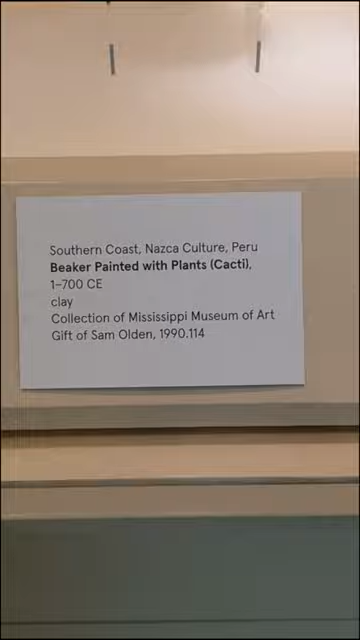 Southern Coast, Nazca Culture, Peru
Beaker Painted with Plants (Cacti),
1–700 CE
clay
Collection of Mississippi Museum of Art
Gift of Sam Olden, 1990.114